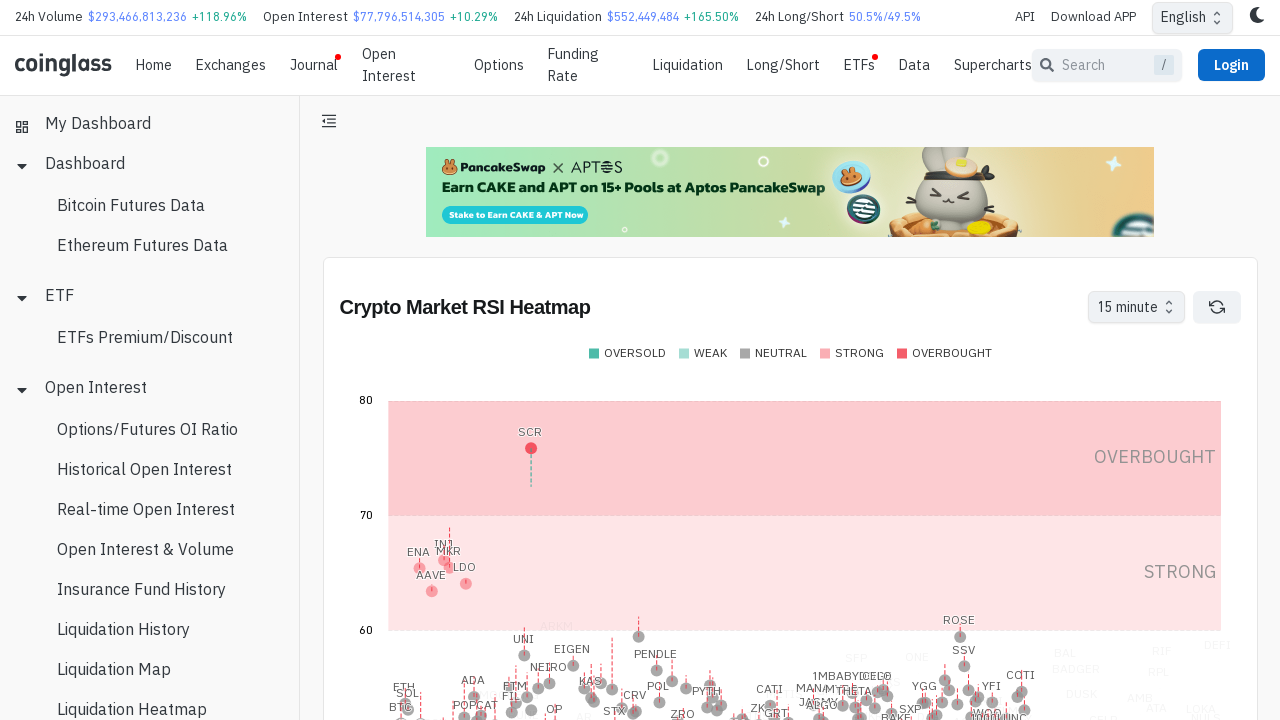 24h Volume $293,466,813,236 +118.96% Open Interest $77,796,514,305 +10.29% 24h Liquidation $552,449,484 +165.50% 24h Long/Short 50.5%/49.5% API Download APP English
coinglass Home Exchanges Journal Open Interest Options Funding Rate Liquidation Long/Short ETFs Data Supercharts Search / Login
My Dashboard
Dashboard
Bitcoin Futures Data
Ethereum Futures Data
ETF
ETFs Premium/Discount
Open Interest
Options/Futures OI Ratio
Historical Open Interest
Real-time Open Interest
Open Interest & Volume
Insurance Fund History
Liquidation History
Liquidation Map
Liquidation Heatmap
PancakeSwap X APTOS
Earn CAKE and APT on 15+ Pools at Aptos PancakeSwap
Stake to Earn CAKE & APT Now
Crypto Market RSI Heatmap
15 minute
OVERSOLD WEAK NEUTRAL STRONG OVERBOUGHT
80
SCR
OVERBOUGHT
70
INJ
ENA MKR
LDO
AAVE
STRONG
60
ROSE
UNI
EIGEN
PENDLE
SSV
NEIRO
ADA
KAS
COTI
ETH
SOL
FTM
FIL
CRV
POL
PYTH
CATI
YGG
YFI
BTC
POPCAT
OP
STX
ZRO
ZK
GRT
ALGO
SXP
BAKE